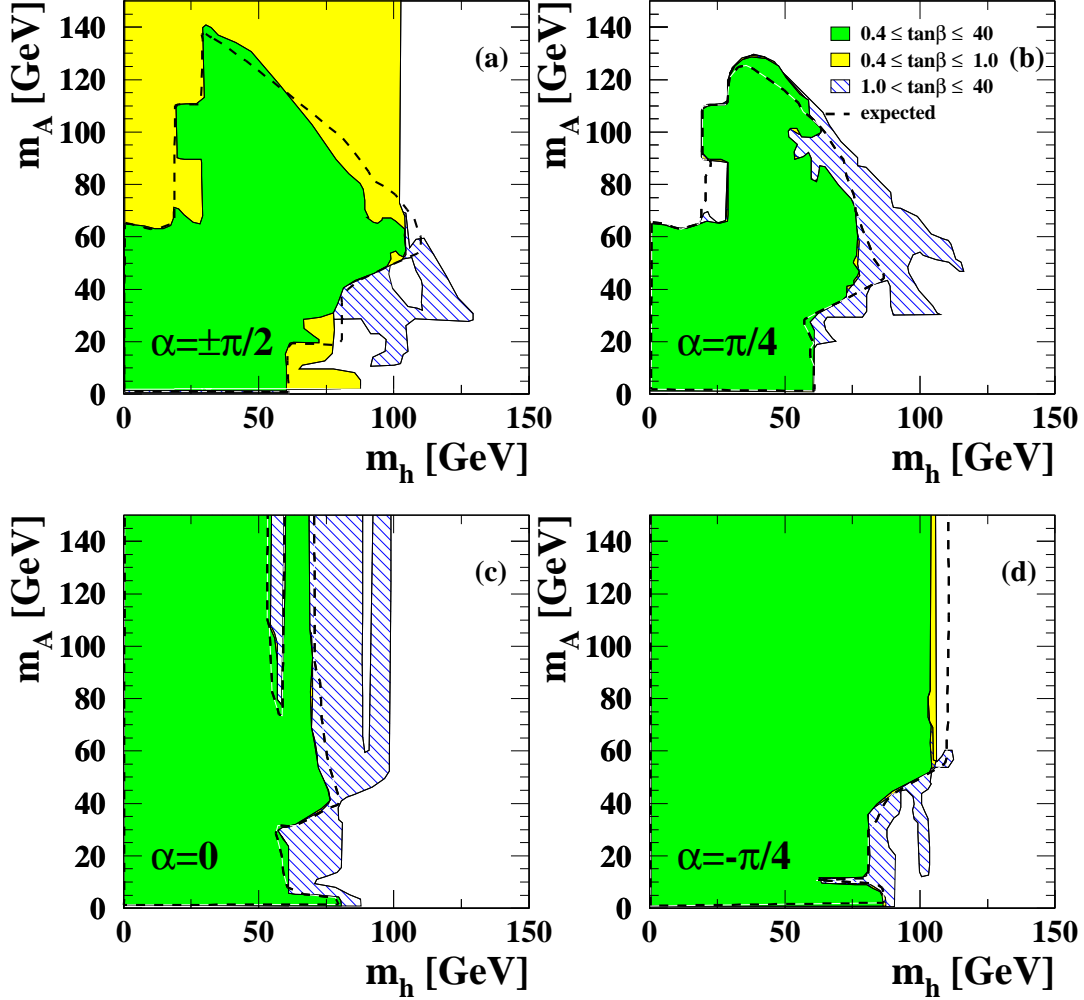 m_A [GeV]
140
120
100
80
60
40
20
0
(a)
α=±π/2
0 50 100 150
m_h [GeV]
m_A [GeV]
140
120
100
80
60
40
20
0
0.4 ≤ tanβ ≤ 40
0.4 ≤ tanβ ≤ 1.0
1.0 < tanβ ≤ 40
expected
(b)
α=π/4
0 50 100 150
m_h [GeV]
m_A [GeV]
140
120
100
80
60
40
20
0
(c)
α=0
0 50 100 150
m_h [GeV]
m_A [GeV]
140
120
100
80
60
40
20
0
(d)
α=-π/4
0 50 100 150
m_h [GeV]